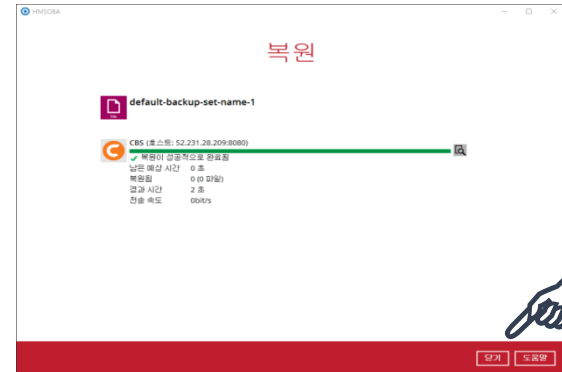 HMSOBA
복원
default-backup-set-name-1
File
CBS (호스트: 52.231.28.209:8080)
복원이 성공적으로 완료됨
남은 예상 시간 0 초
복원됨 0 (0 파일)
경과 시간 2 초
전송 속도 0bit/s
닫기 도움말